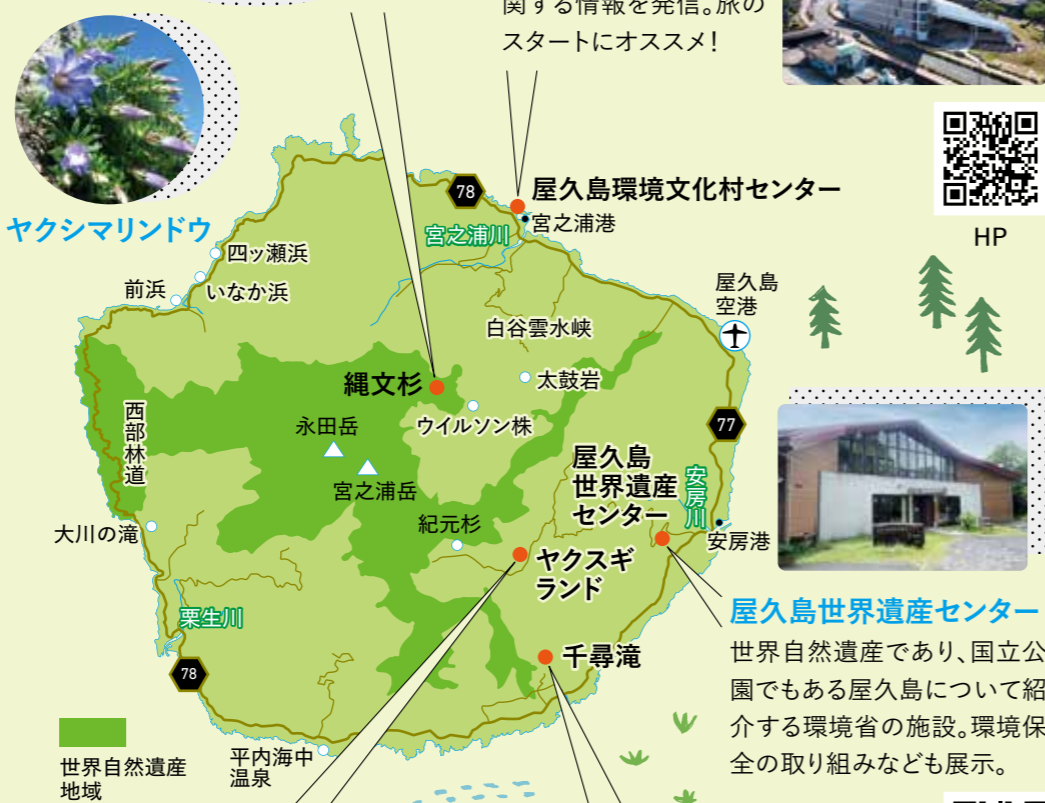 関する情報を発信。旅の
スタートにオススメ！
ヤクシマリンドウ
HP
78
屋久島環境文化村センター
宮之浦港
宮之浦川
四ッ瀬浜
いなか浜
前浜
屋久島
空港
白谷雲水峡
縄文杉
太鼓岩
ウイルソン株
永田岳
宮之浦岳
西部林道
77
屋久島
世界遺産
センター
安房川
安房港
紀元杉
大川の滝
ヤクスギ
ランド
栗生川
78
千尋滝
平内海中
温泉
世界自然遺産
地域
屋久島世界遺産センター
世界自然遺産であり、国立公
園でもある屋久島について紹
介する環境省の施設。環境保
全の取り組みなども展示。